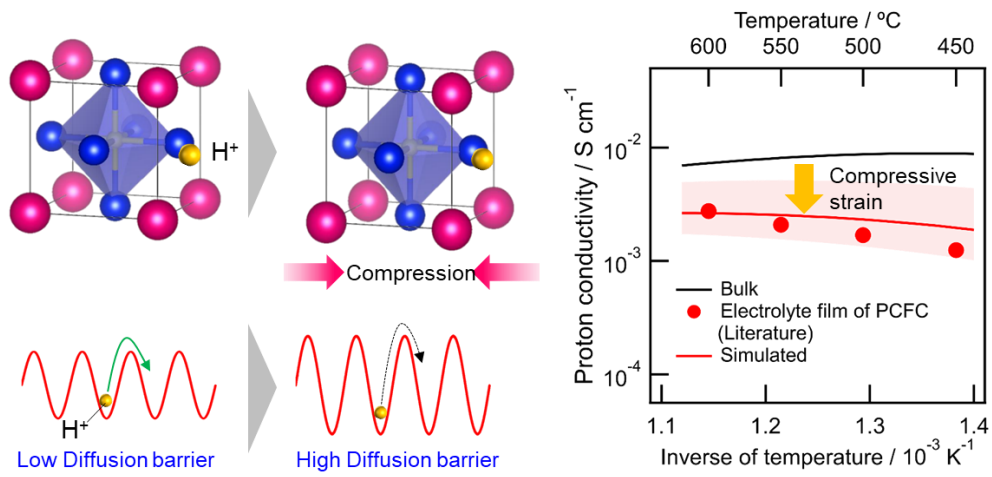 H+
Compression
H+
Low Diffusion barrier
High Diffusion barrier
Temperature / ºC
600 550 500 450
Proton conductivity / S cm-1
10-2
10-3
10-4
Compressive
strain
Bulk
Electrolyte film of PCFC
(Literature)
Simulated
1.1 1.2 1.3 1.4
Inverse of temperature / 10-3 K-1